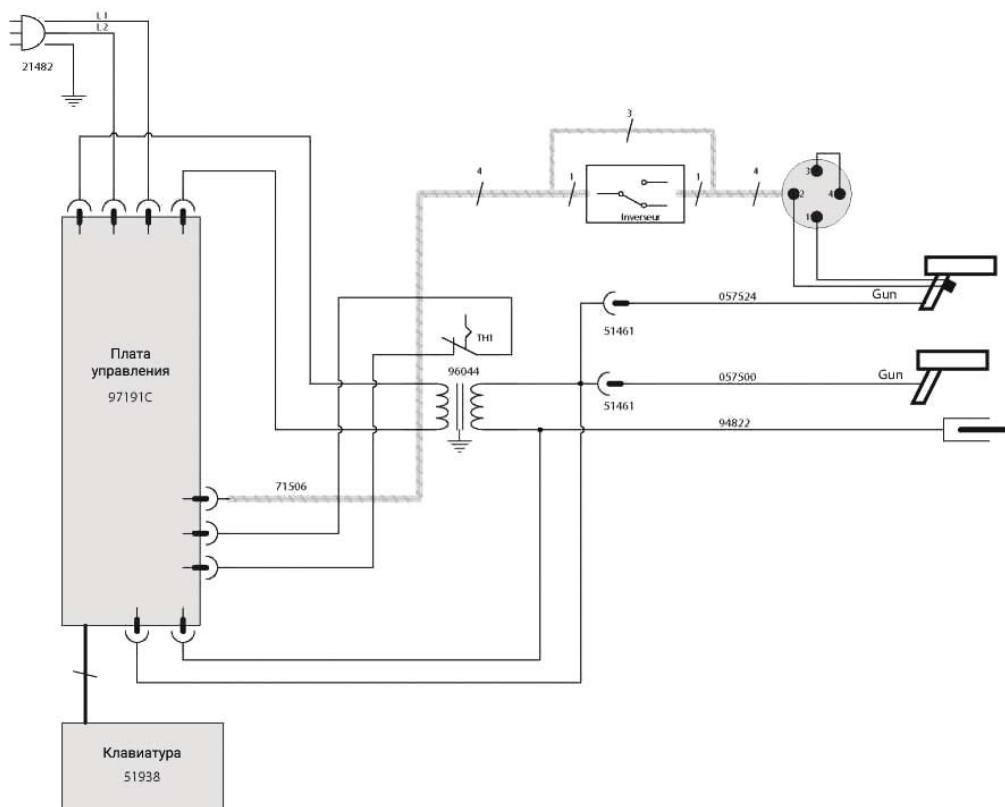 L1
L2
21482
3
4
1
1
4
3
2
4
1
Inverseur
057524
Gun
51461
TH1
Плата
управления
97191C
96044
057500
Gun
51461
94822
71506
Клавиатура
51938